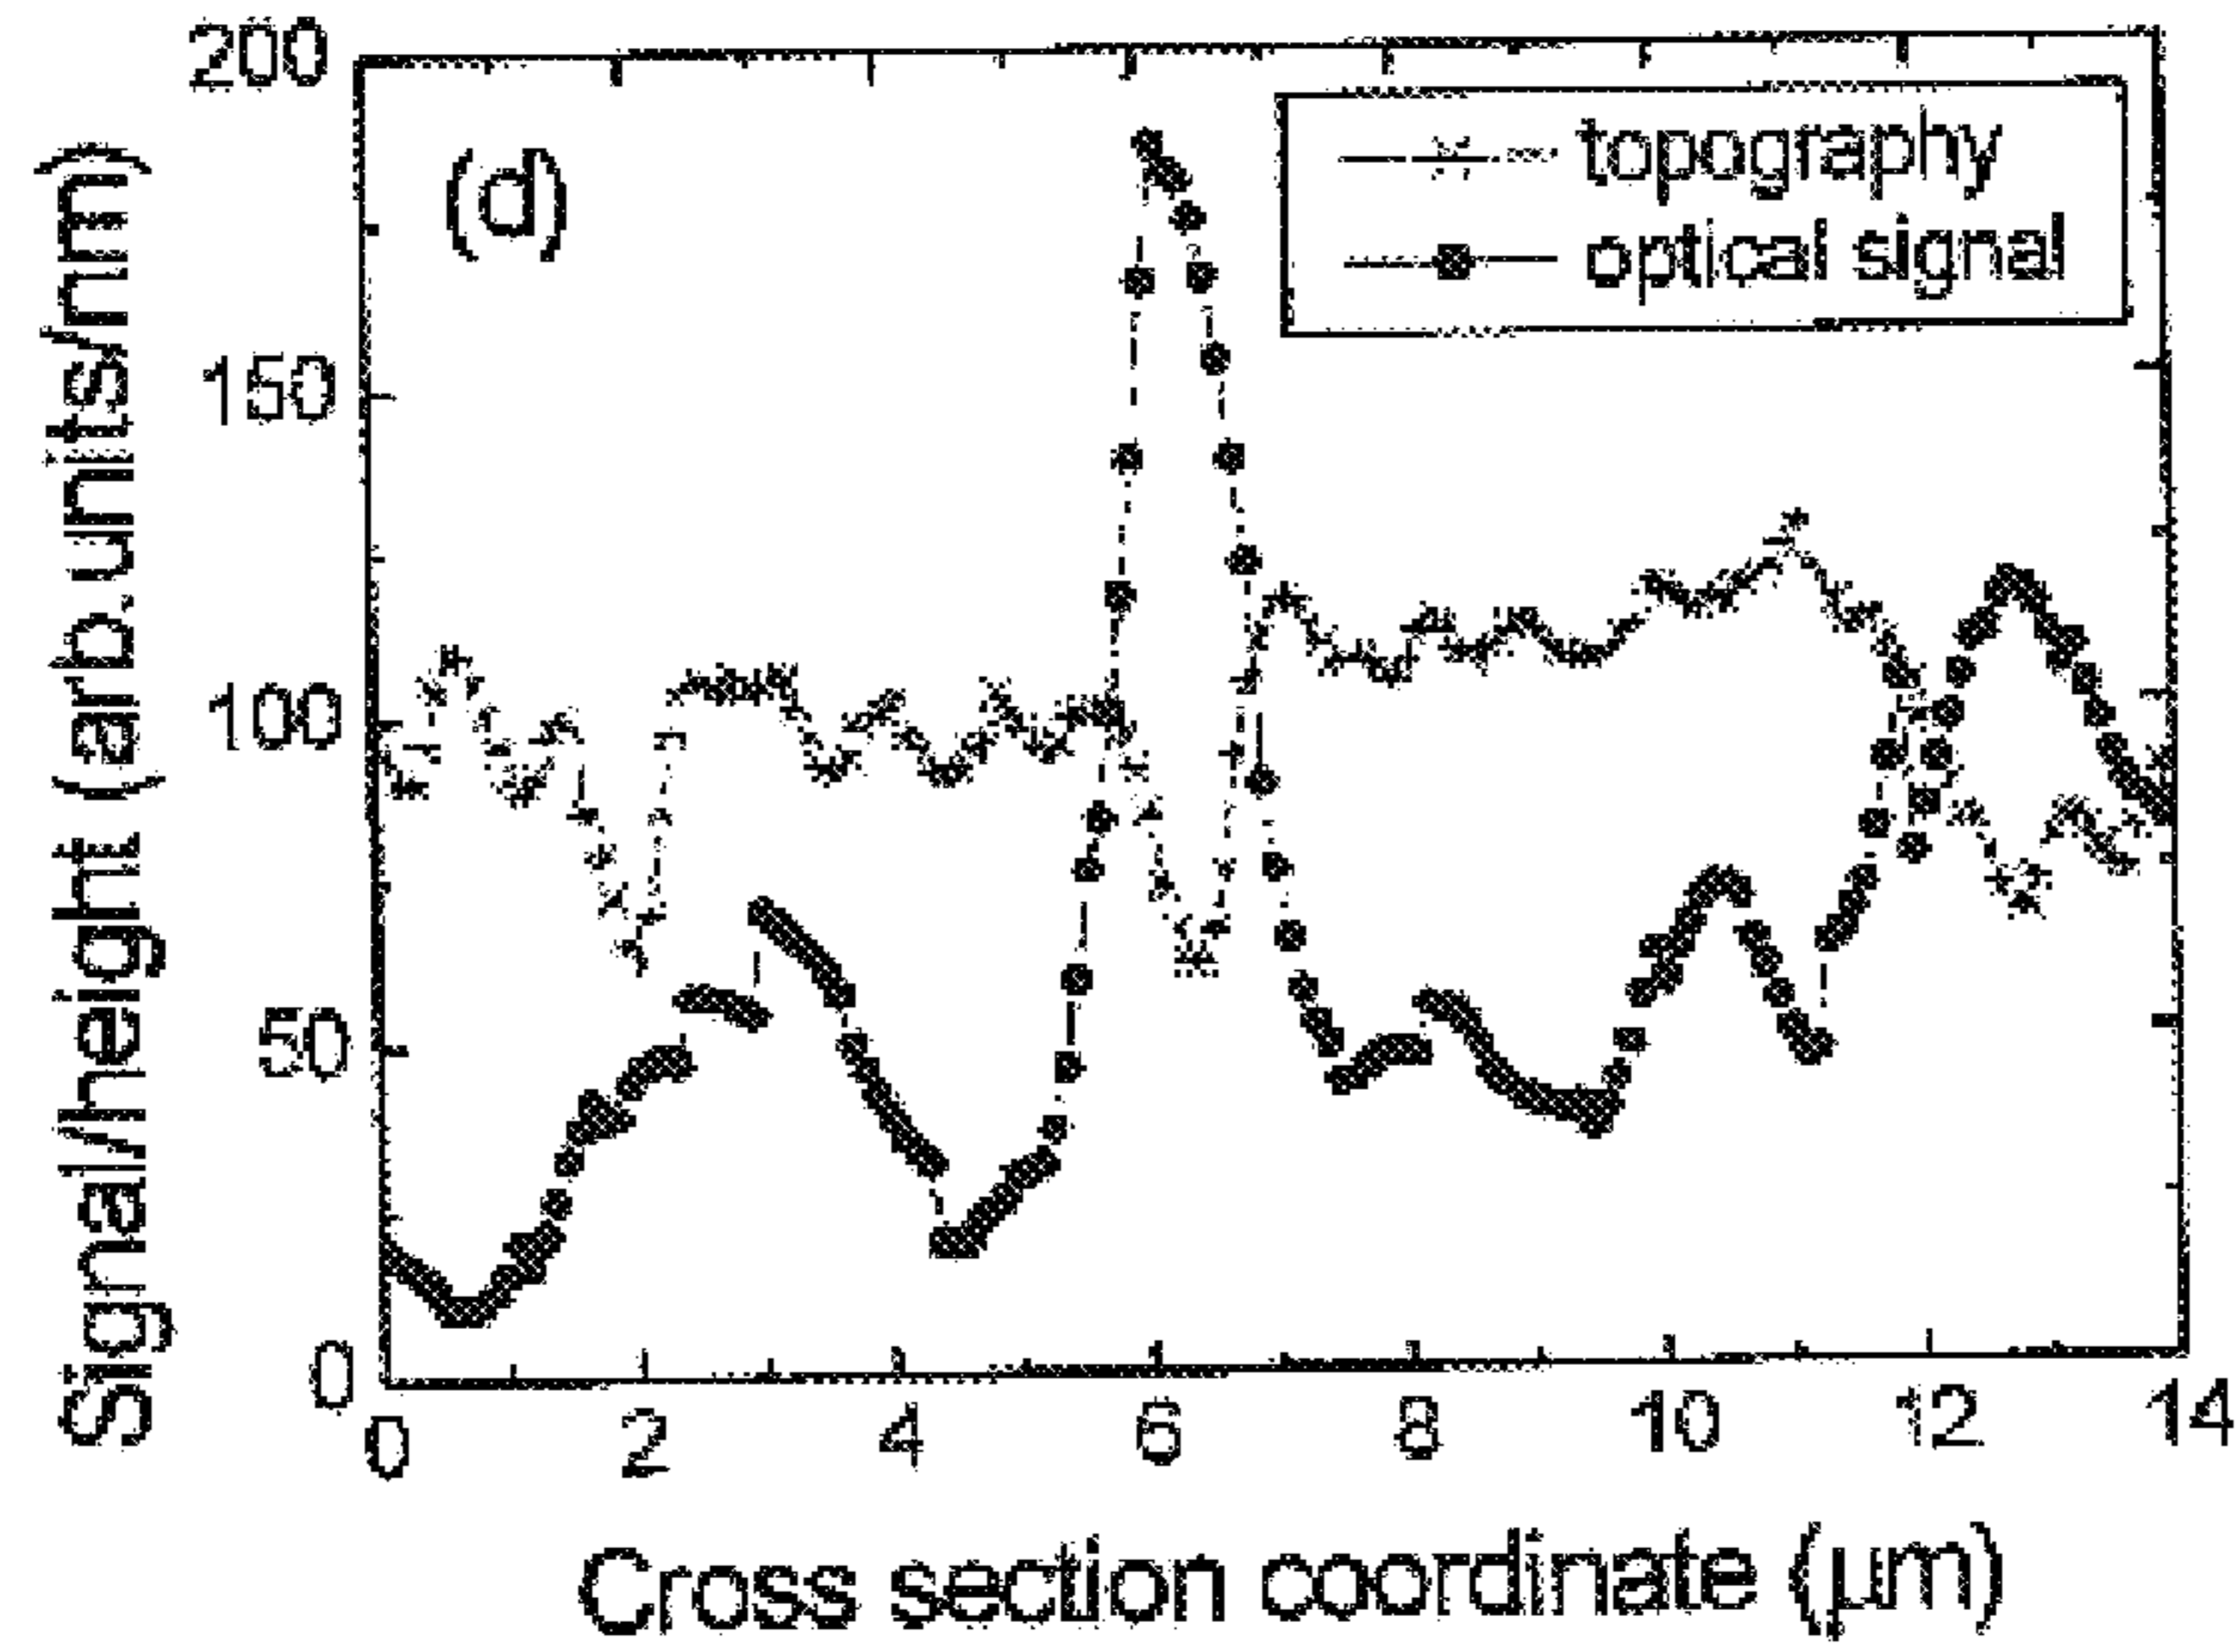 200
(d)
topography
optical signal
150
100
50
0
Signal/height (arb.units/nm)
0 2 4 6 8 10 12 14
Cross section coordinate (µm)